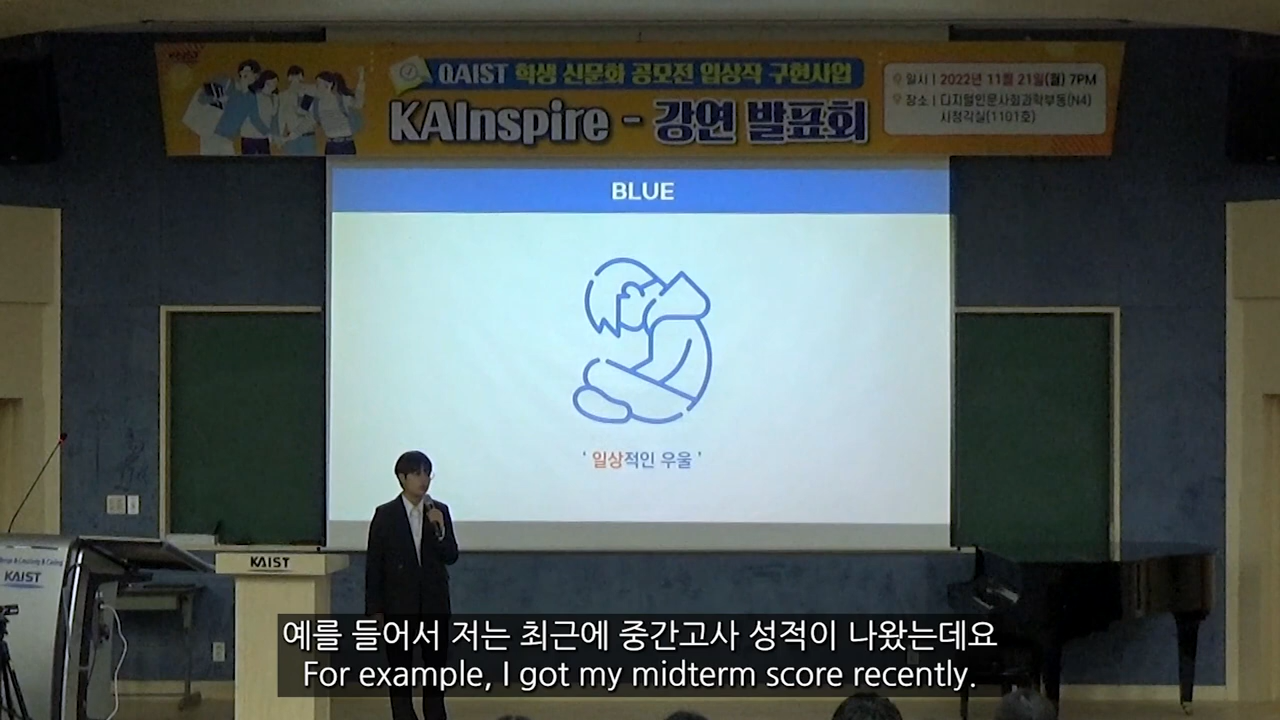 KAIST
QAIST 학생 신문화 공모전 입상작 구현사업
KAInspire - 강연 발표회
일시 | 2022년 11월 21일(월) 7PM
장소 | 디지털인문사회과학부동(N4)
시청각실(1101호)
BLUE
' 일상적인 우울 '
KAIST
KAIST
예를 들어서 저는 최근에 중간고사 성적이 나왔는데요
For example, I got my midterm score recently.